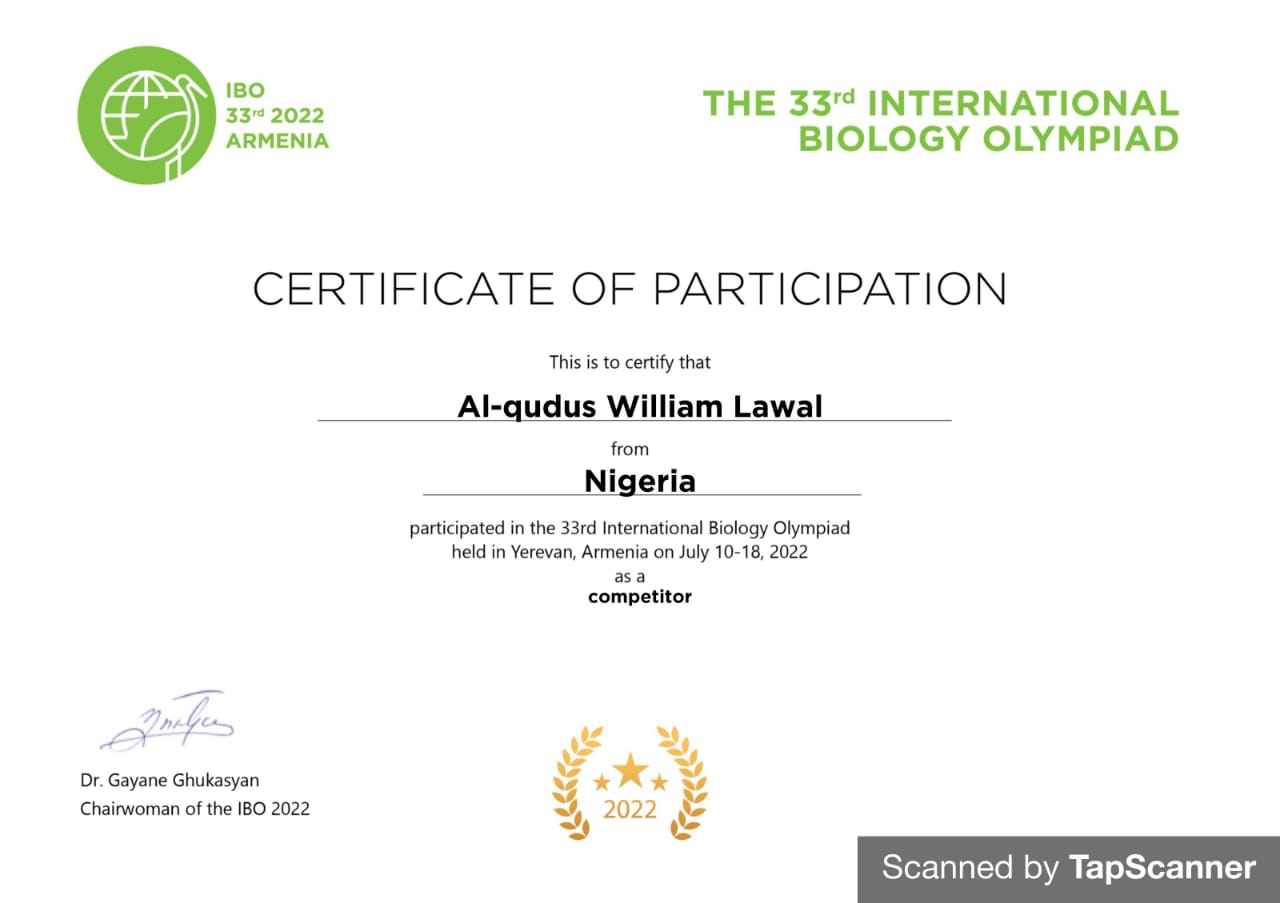 IBO
33rd 2022
ARMENIA
THE 33rd INTERNATIONAL
BIOLOGY OLYMPIAD
CERTIFICATE OF PARTICIPATION
This is to certify that
Al-qudus William Lawal
from
Nigeria
participated in the 33rd International Biology Olympiad
held in Yerevan, Armenia on July 10-18, 2022
as a
competitor
Dr. Gayane Ghukasyan
Chairwoman of the IBO 2022
2022
Scanned by TapScanner